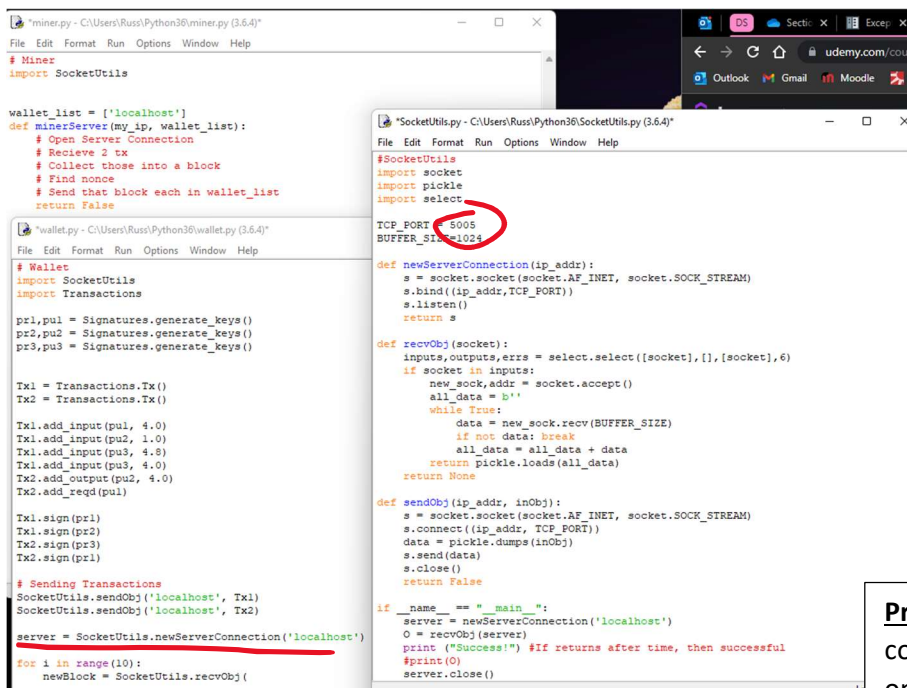 *miner.py - C:\Users\Russ\Python36\miner.py (3.6.4)*
File Edit Format Run Options Window Help
# Miner
import SocketUtils
wallet_list = ['localhost']
def minerServer(my_ip, wallet_list):
    # Open Server Connection
    # Recieve 2 tx
    # Collect those into a block
    # Find nonce
    # Send that block each in wallet_list
    return False
*wallet.py - C:\Users\Russ\Python36\wallet.py (3.6.4)*
File Edit Format Run Options Window Help
# Wallet
import SocketUtils
import Transactions
pr1,pu1 = Signatures.generate_keys()
pr2,pu2 = Signatures.generate_keys()
pr3,pu3 = Signatures.generate_keys()
Tx1 = Transactions.Tx()
Tx2 = Transactions.Tx()
Tx1.add_input(pu1, 4.0)
Tx1.add_input(pu2, 1.0)
Tx1.add_input(pu3, 4.8)
Tx1.add_input(pu3, 4.0)
Tx2.add_output(pu2, 4.0)
Tx2.add_reqd(pu1)
Tx1.sign(pr1)
Tx1.sign(pr2)
Tx2.sign(pr3)
Tx2.sign(pr1)
# Sending Transactions
SocketUtils.sendObj('localhost', Tx1)
SocketUtils.sendObj('localhost', Tx2)
server = SocketUtils.newServerConnection('localhost')
for i in range(10):
    newBlock = SocketUtils.recvObj(
DS Sectic Excep
udemy.com/cou
Outlook Gmail Moodle
*SocketUtils.py - C:\Users\Russ\Python36\SocketUtils.py (3.6.4)*
File Edit Format Run Options Window Help
#SocketUtils
import socket
import pickle
import select
TCP_PORT = 5005
BUFFER_SIZE=1024
def newServerConnection(ip_addr):
    s = socket.socket(socket.AF_INET, socket.SOCK_STREAM)
    s.bind((ip_addr,TCP_PORT))
    s.listen()
    return s
def recvObj(socket):
    inputs,outputs,errs = select.select([socket],[],[socket],6)
    if socket in inputs:
        new_sock,addr = socket.accept()
        all_data = b''
        while True:
            data = new_sock.recv(BUFFER_SIZE)
            if not data: break
            all_data = all_data + data
        return pickle.loads(all_data)
    return None
def sendObj(ip_addr, inObj):
    s = socket.socket(socket.AF_INET, socket.SOCK_STREAM)
    s.connect((ip_addr, TCP_PORT))
    data = pickle.dumps(inObj)
    s.send(data)
    s.close()
    return False
if __name__ == "__main__":
    server = newServerConnection('localhost')
    O = recvObj(server)
    print ("Success!") #If returns after time, then successful
    #print(O)
    server.close()
Pr
co